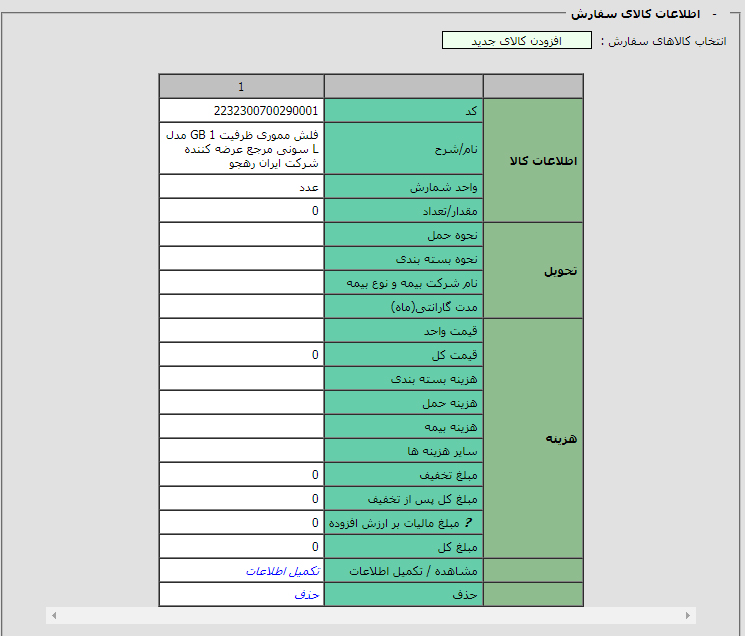 - اطلاعات کالای سفارش
انتخاب کالاهای سفارش : افزودن کالای جدید
1
اطلاعات کالا
کد 2232300700290001
نام/شرح
فلش مموری ظرفیت 1 GB مدل
L سونی مرجع عرضه کننده
شرکت ایران رهجو
واحد شمارش عدد
مقدار/تعداد 0
تحویل
نحوه حمل
نحوه بسته بندی
نام شرکت بیمه و نوع بیمه
مدت گارانتی(ماه)
هزینه
قیمت واحد
قیمت کل 0
هزینه بسته بندی
هزینه حمل
هزینه بیمه
سایر هزینه ها
مبلغ تخفیف 0
مبلغ کل پس از تخفیف 0
? مبلغ مالیات بر ارزش افزوده 0
مبلغ کل 0
مشاهده / تکمیل اطلاعات تکمیل اطلاعات
حذف حذف